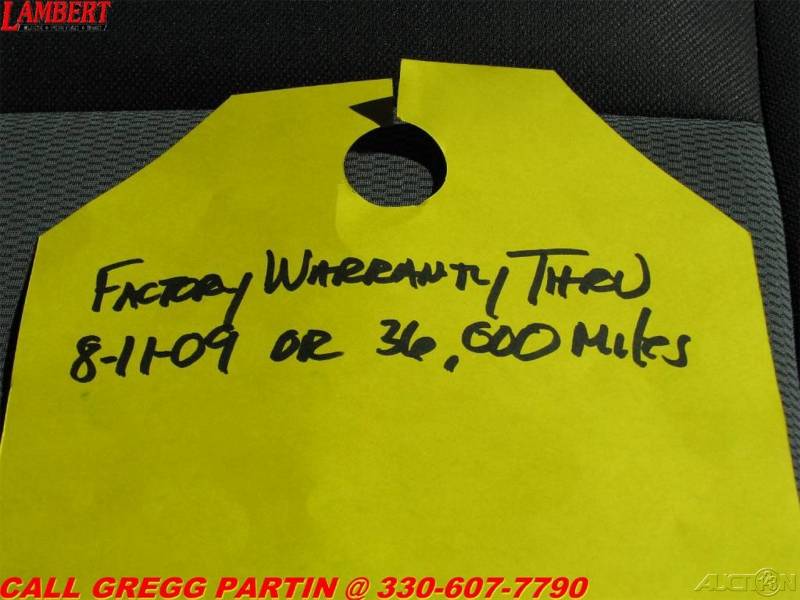 LAMBERT
FACTORY WARRANTY THRU
8-11-09 OR 36,000 MILES
CALL GREGG PARTIN @ 330-607-7790
AUCTION